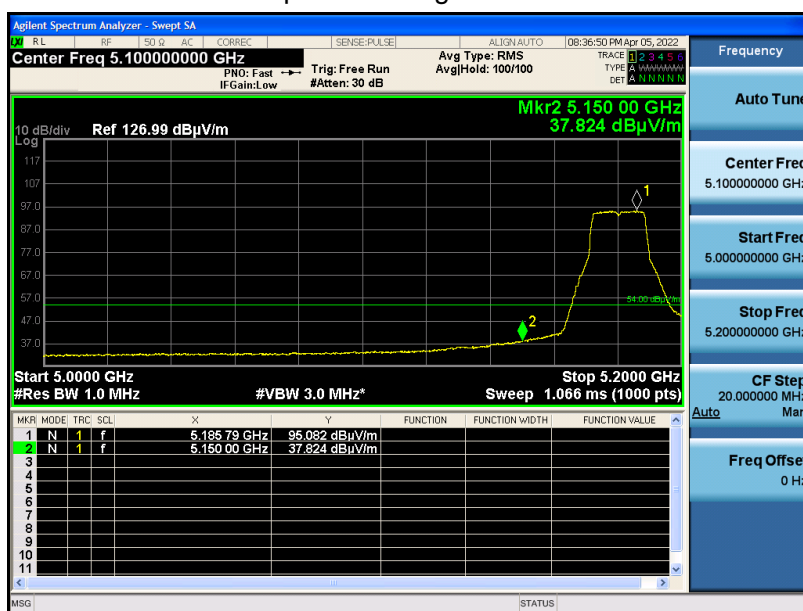 Agilent Spectrum Analyzer - Swept SA
LXI RL RF 50 Ω AC CORREC SENSE:PULSE ALIGN AUTO 08:36:50 PM Apr 05, 2022
Center Freq 5.100000000 GHz
PNO: Fast
IFGain:Low
Trig: Free Run
#Atten: 30 dB
Avg Type: RMS
Avg|Hold: 100/100
TRACE 1 2 3 4 5 6
TYPE A WWWWW
DET A N N N N N
Mkr2 5.150 00 GHz
37.824 dBµV/m
10 dB/div Ref 126.99 dBµV/m
Log
117
107
97.0
87.0
77.0
67.0
57.0
47.0
37.0
1
2
54.00 dBµV/m
Start 5.0000 GHz Stop 5.2000 GHz
#Res BW 1.0 MHz #VBW 3.0 MHz* Sweep 1.066 ms (1000 pts)
MKR MODE TRC SCL X Y FUNCTION FUNCTION WIDTH FUNCTION VALUE
1 N 1 f 5.185 79 GHz 95.082 dBµV/m
2 N 1 f 5.150 00 GHz 37.824 dBµV/m
3
4
5
6
7
8
9
10
11
MSG STATUS
Frequency
Auto Tune
Center Freq
5.100000000 GHz
Start Freq
5.000000000 GHz
Stop Freq
5.200000000 GHz
CF Step
20.000000 MHz
Auto Man
Freq Offset
0 Hz